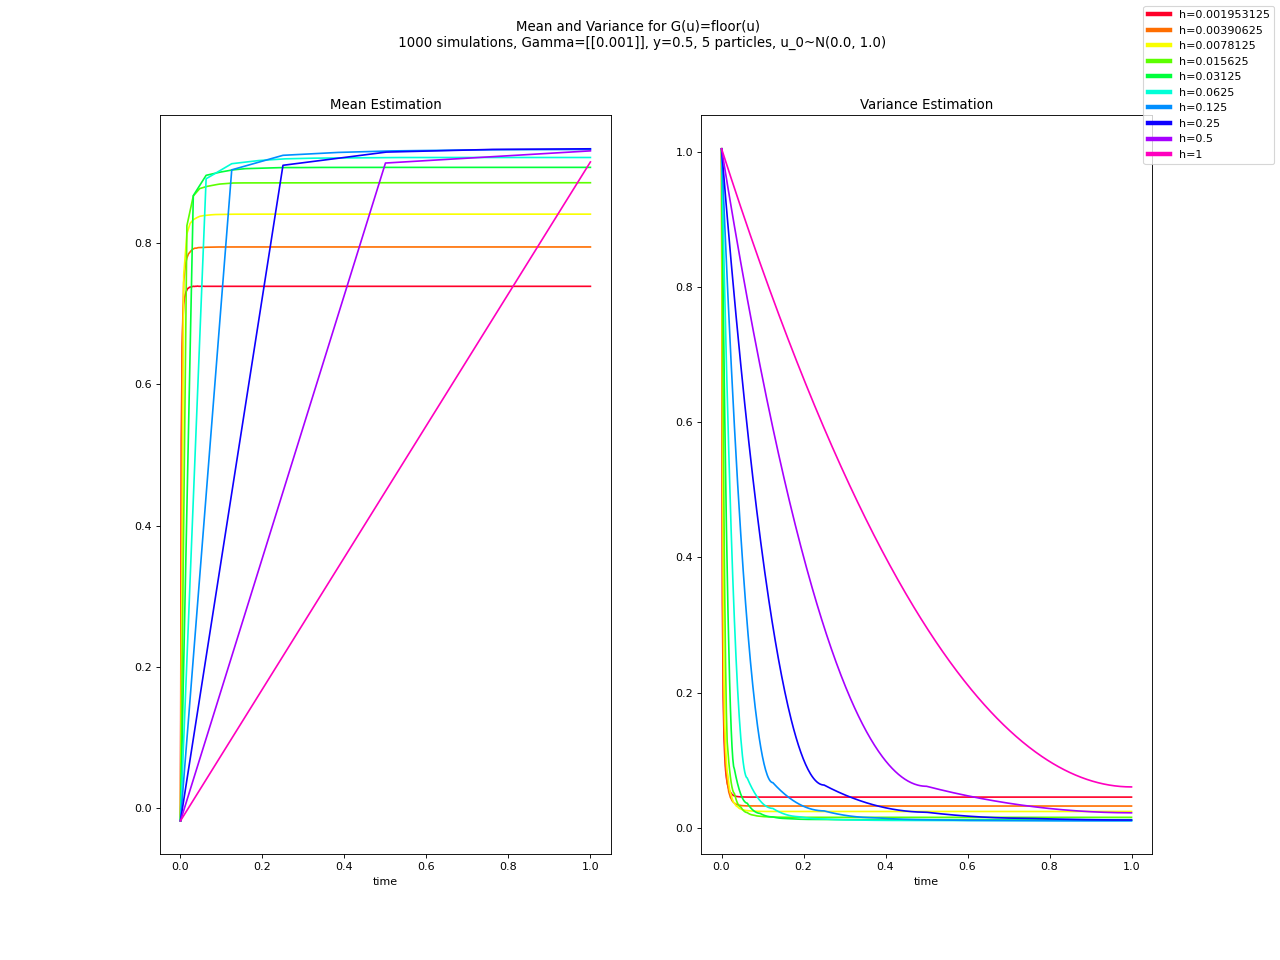 Mean and Variance for G(u)=floor(u)
1000 simulations, Gamma=[[0.001]], y=0.5, 5 particles, u_0~N(0.0, 1.0)
h=0.001953125
h=0.00390625
h=0.0078125
h=0.015625
h=0.03125
h=0.0625
h=0.125
h=0.25
h=0.5
h=1
Mean Estimation
0.8
0.6
0.4
0.2
0.0
0.0 0.2 0.4 0.6 0.8 1.0
time
Variance Estimation
1.0
0.8
0.6
0.4
0.2
0.0
0.0 0.2 0.4 0.6 0.8 1.0
time